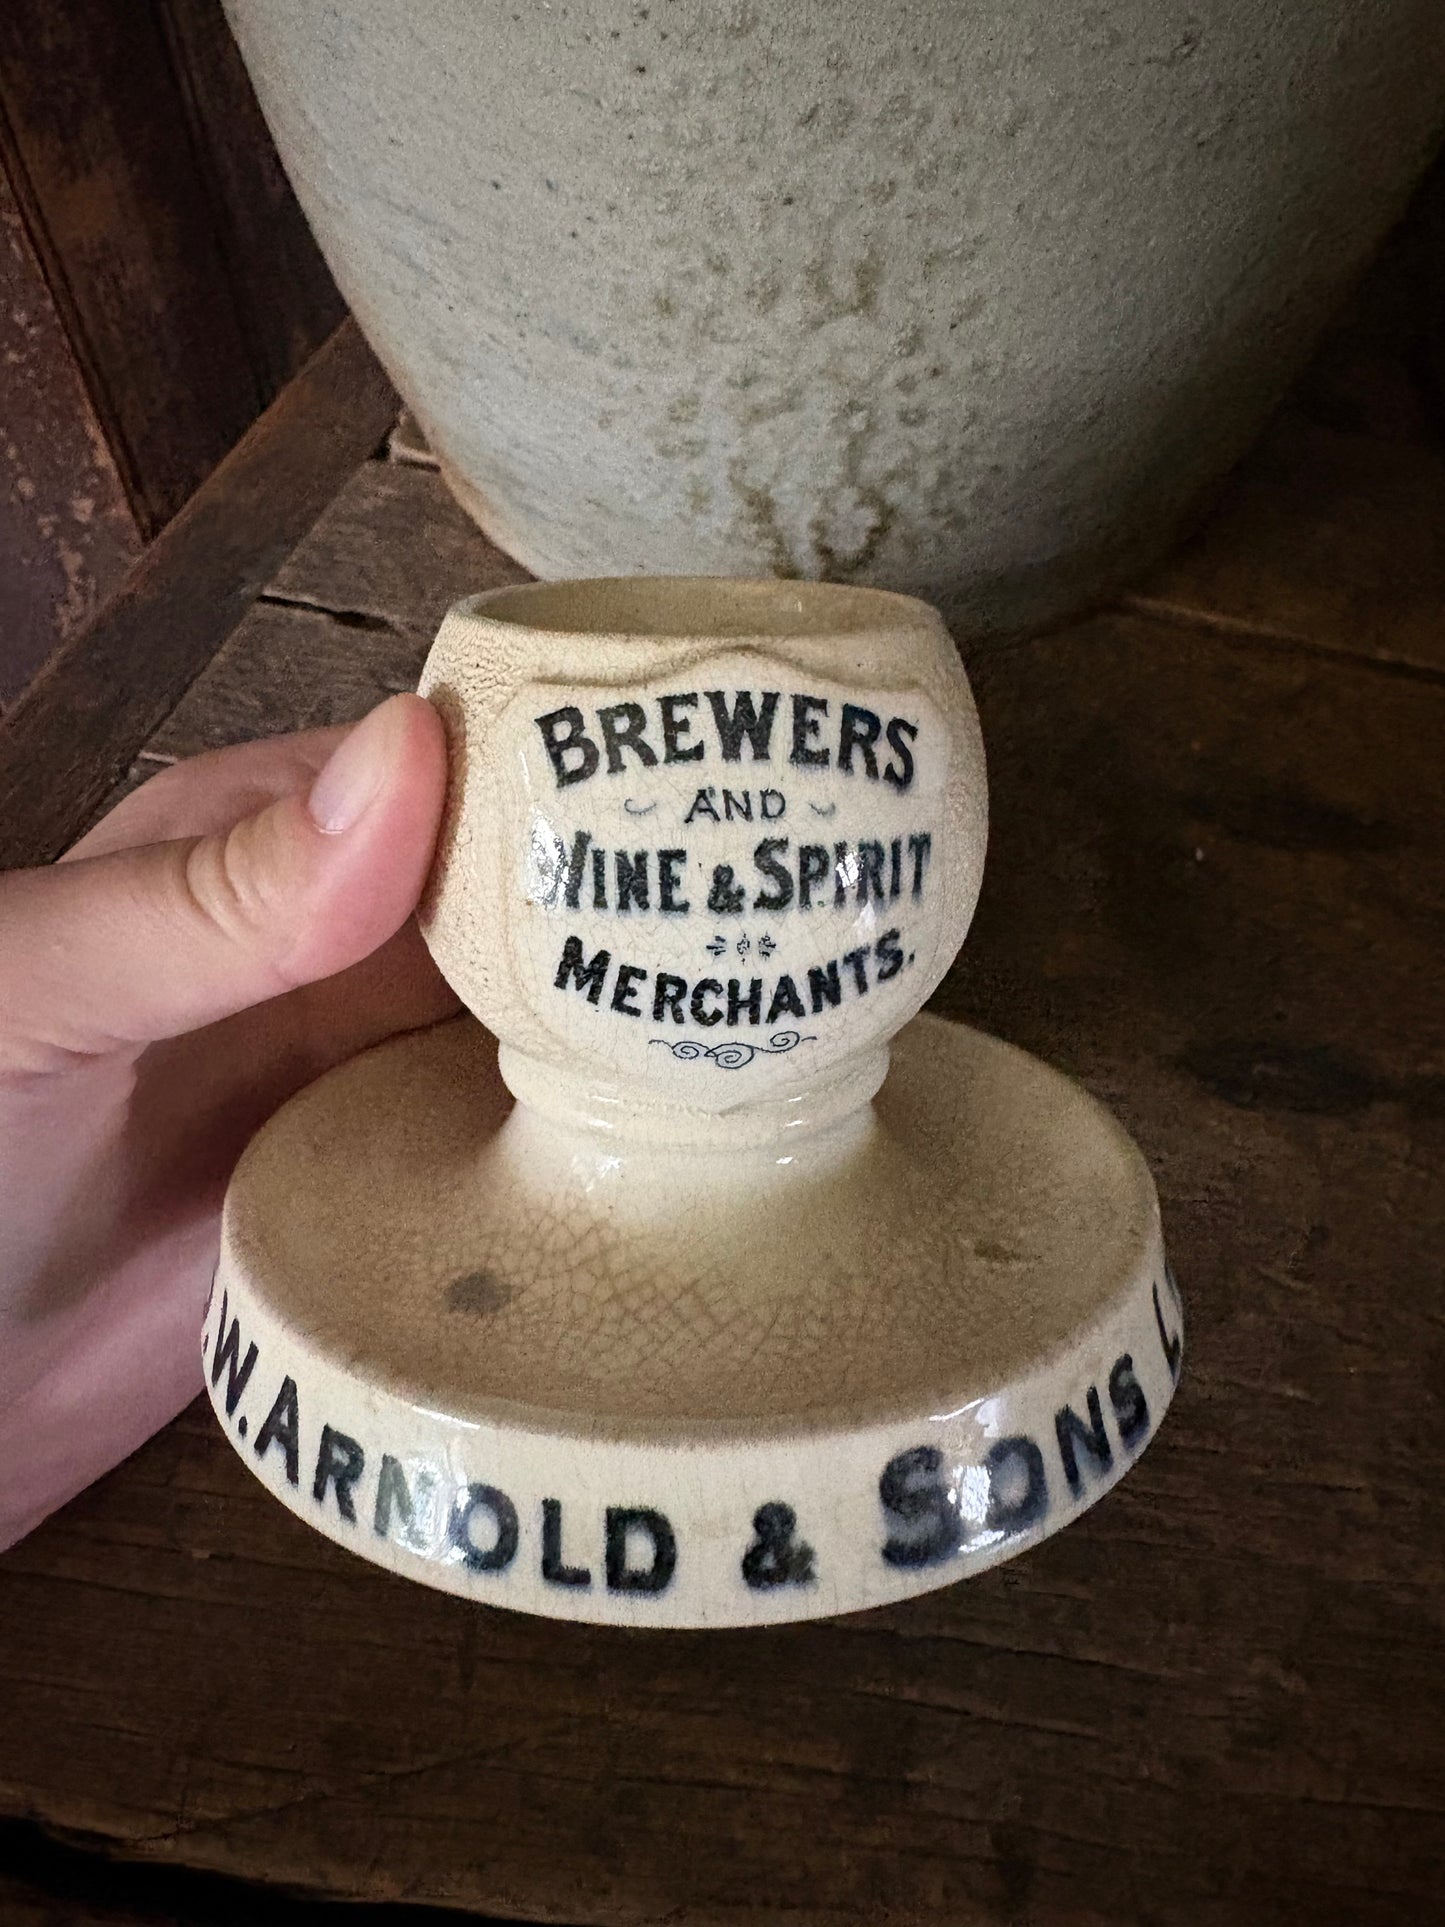 BREWERS
AND
WINE & SPIRIT
MERCHANTS.
.W. ARNOLD & SONS